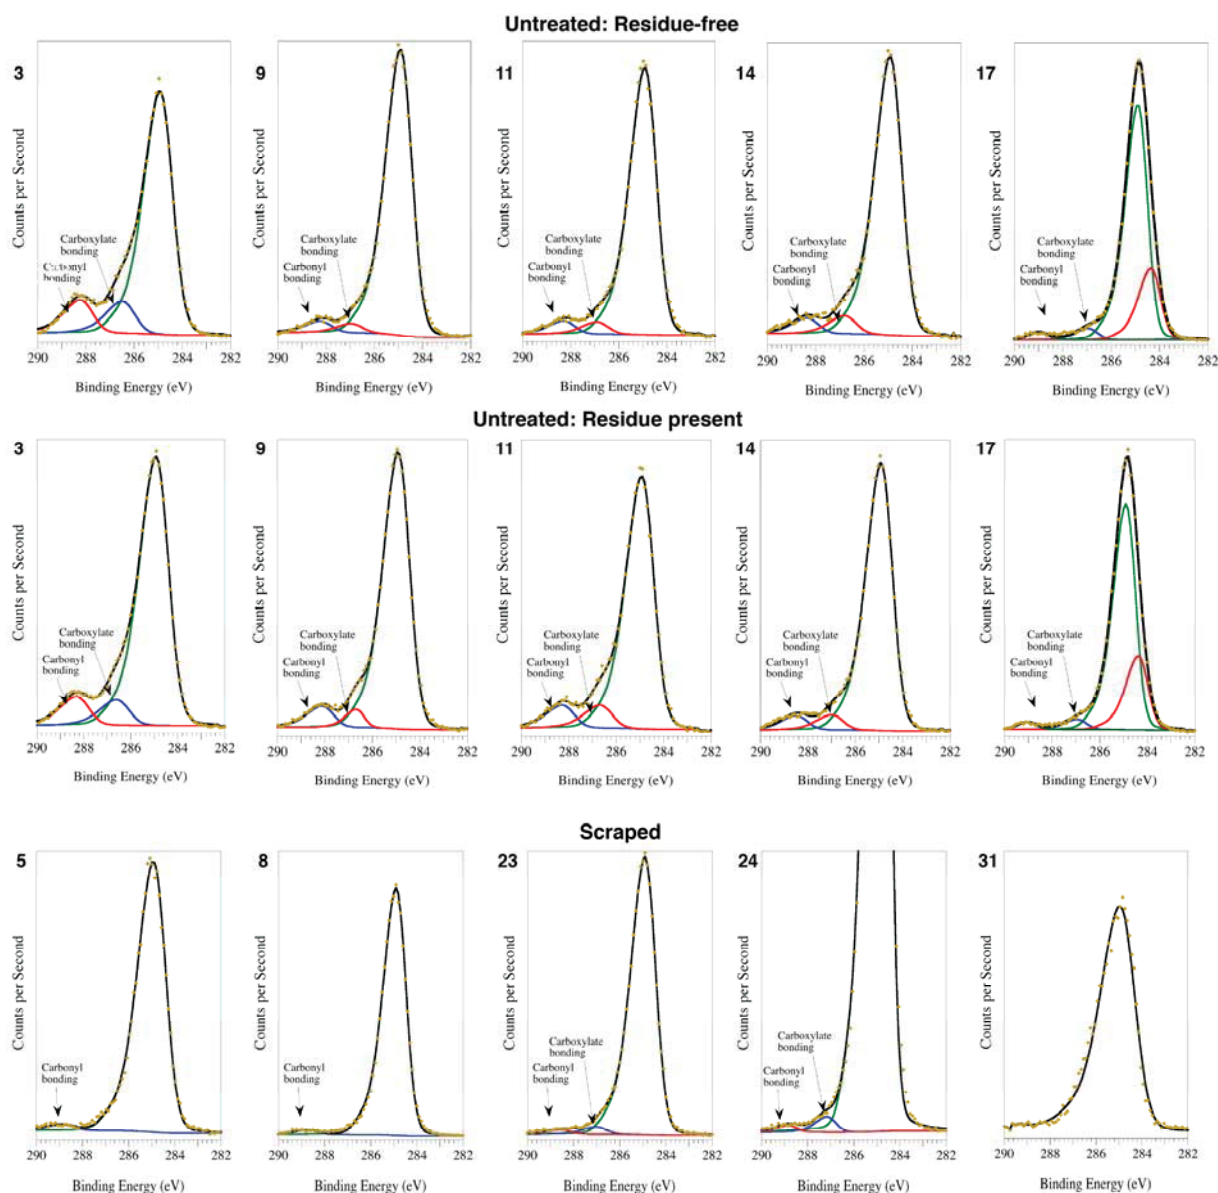 Untreated: Residue-free
3
9
11
14
17
Counts per Second
Counts per Second
Counts per Second
Counts per Second
Counts per Second
Carboxylate
bonding
Carbonyl
bonding
Carboxylate
bonding
Carbonyl
bonding
Carboxylate
bonding
Carbonyl
bonding
Carboxylate
bonding
Carbonyl
bonding
Carboxylate
bonding
Carbonyl
bonding
290 288 286 284 282
290 288 286 284 282
290 288 286 284 282
290 288 286 284 282
290 288 286 284 282
Binding Energy (eV)
Binding Energy (eV)
Binding Energy (eV)
Binding Energy (eV)
Binding Energy (eV)
Untreated: Residue present
3
9
11
14
17
Counts per Second
Counts per Second
Counts per Second
Counts per Second
Counts per Second
Carboxylate
bonding
Carbonyl
bonding
Carboxylate
bonding
Carbonyl
bonding
Carboxylate
bonding
Carbonyl
bonding
Carboxylate
bonding
Carbonyl
bonding
Carboxylate
bonding
Carbonyl
bonding
290 288 286 284 282
290 288 286 284 282
290 288 286 284 282
290 288 286 284 282
290 288 286 284 282
Binding Energy (eV)
Binding Energy (eV)
Binding Energy (eV)
Binding Energy (eV)
Binding Energy (eV)
Scraped
5
8
23
24
31
Counts per Second
Counts per Second
Counts per Second
Counts per Second
Counts per Second
Carbonyl
bonding
Carbonyl
bonding
Carboxylate
bonding
Carbonyl
bonding
Carboxylate
bonding
Carbonyl
bonding
290 288 286 284 282
290 288 286 284 282
290 288 286 284 282
290 288 286 284 282
290 288 286 284 282
Binding Energy (eV)
Binding Energy (eV)
Binding Energy (eV)
Binding Energy (eV)
Binding Energy (eV)